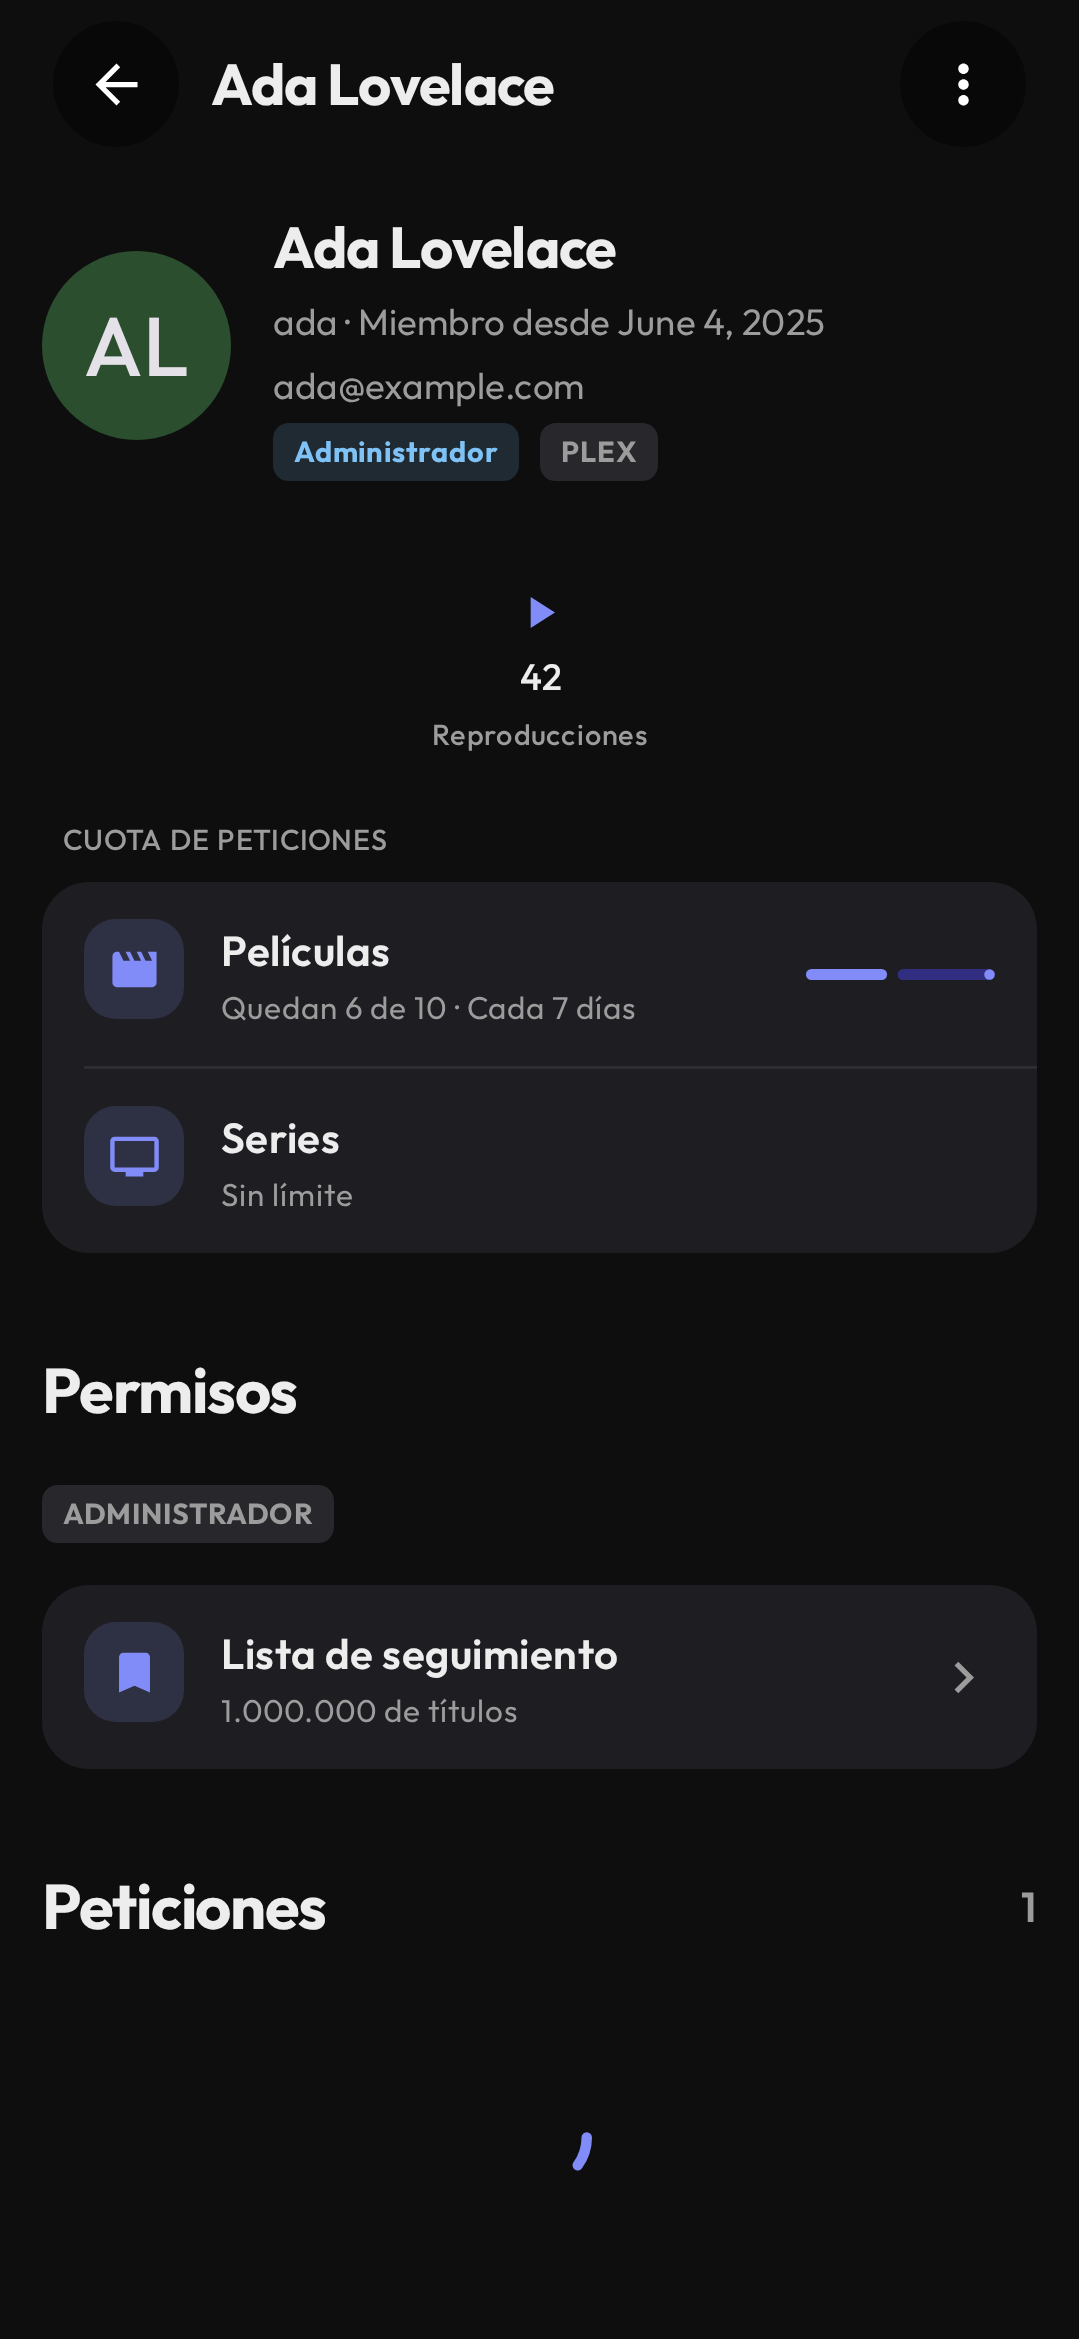 Ada Lovelace
AL
Ada Lovelace
ada · Miembro desde June 4, 2025
ada@example.com
Administrador
PLEX
42
Reproducciones
CUOTA DE PETICIONES
Películas
Quedan 6 de 10 · Cada 7 días
Series
Sin límite
Permisos
ADMINISTRADOR
Lista de seguimiento
1.000.000 de títulos
Peticiones
1